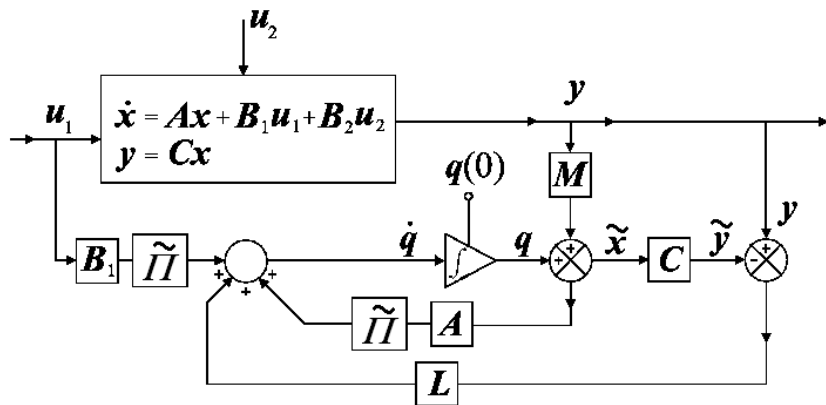 u₂
u₁
ẋ = Ax + B₁u₁ + B₂u₂
y = Cx
y
q(0)
M
B₁
Π̃
+
+
+
q̇
∫
q
+
+
x̃
C
ỹ
-
+
y
Π̃
A
L